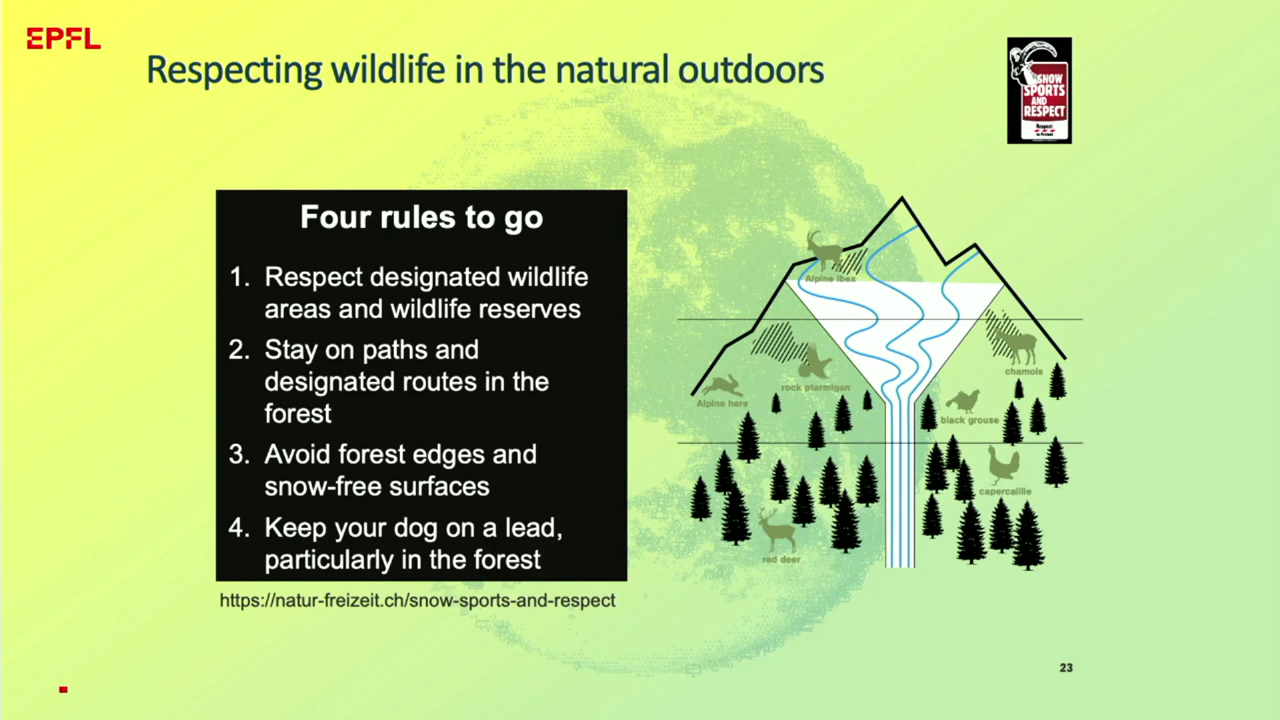 EPFL
Respecting wildlife in the natural outdoors
SNOW
SPORTS
AND
RESPECT
Respect
to Protect
Four rules to go
1. Respect designated wildlife
areas and wildlife reserves
2. Stay on paths and
designated routes in the
forest
3. Avoid forest edges and
snow-free surfaces
4. Keep your dog on a lead,
particularly in the forest
https://natur-freizeit.ch/snow-sports-and-respect
Alpine ibex
chamois
rock ptarmigan
Alpine hare
black grouse
capercaillie
red deer
23